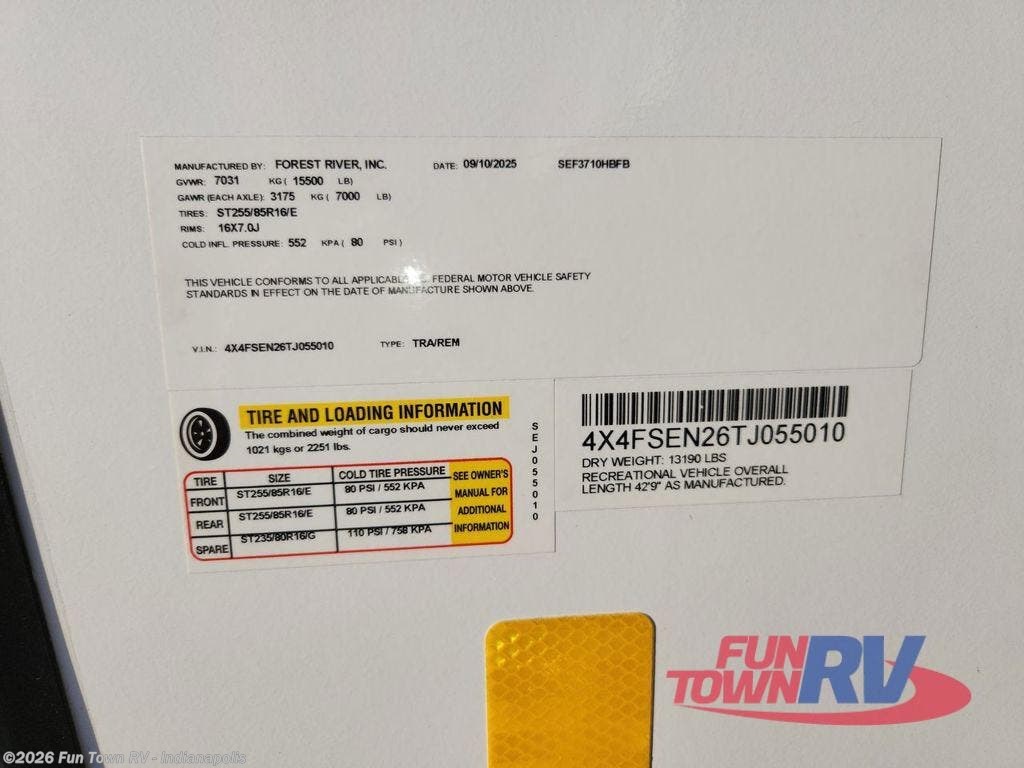 MANUFACTURED BY: FOREST RIVER, INC. DATE: 09/10/2025 SEF3710HBFB
GVWR: 7031 KG ( 15500 LB)
GAWR (EACH AXLE): 3175 KG ( 7000 LB)
TIRES: ST255/85R16/E
RIMS: 16X7.0J
COLD INFL. PRESSURE: 552 KPA ( 80 PSI )
THIS VEHICLE CONFORMS TO ALL FEDERAL MOTOR VEHICLE SAFETY
STANDARDS IN EFFECT ON THE DATE OF MANUFACTURE SHOWN ABOVE.
V.I.N.: 4X4FSEN26TJ055010 TYPE: TRA/REM
TIRE AND LOADING INFORMATION
The combined weight of cargo should never exceed
1021 kgs or 2251 lbs.
TIRE SIZE COLD TIRE PRESSURE
FRONT ST255/85R16/E 80 PSI / 552 KPA
REAR ST255/85R16/E 80 PSI / 552 KPA
SPARE ST235/80R16/G 110 PSI / 758 KPA
SEE OWNER'S
MANUAL FOR
ADDITIONAL
INFORMATION
SEJ055010
4X4FSEN26TJ055010
DRY WEIGHT: 13190 LBS
RECREATIONAL VEHICLE OVERALL
LENGTH 42'9" AS MANUFACTURED.
FUN
TOWN RV
©2026 Fun Town RV - Indianapolis